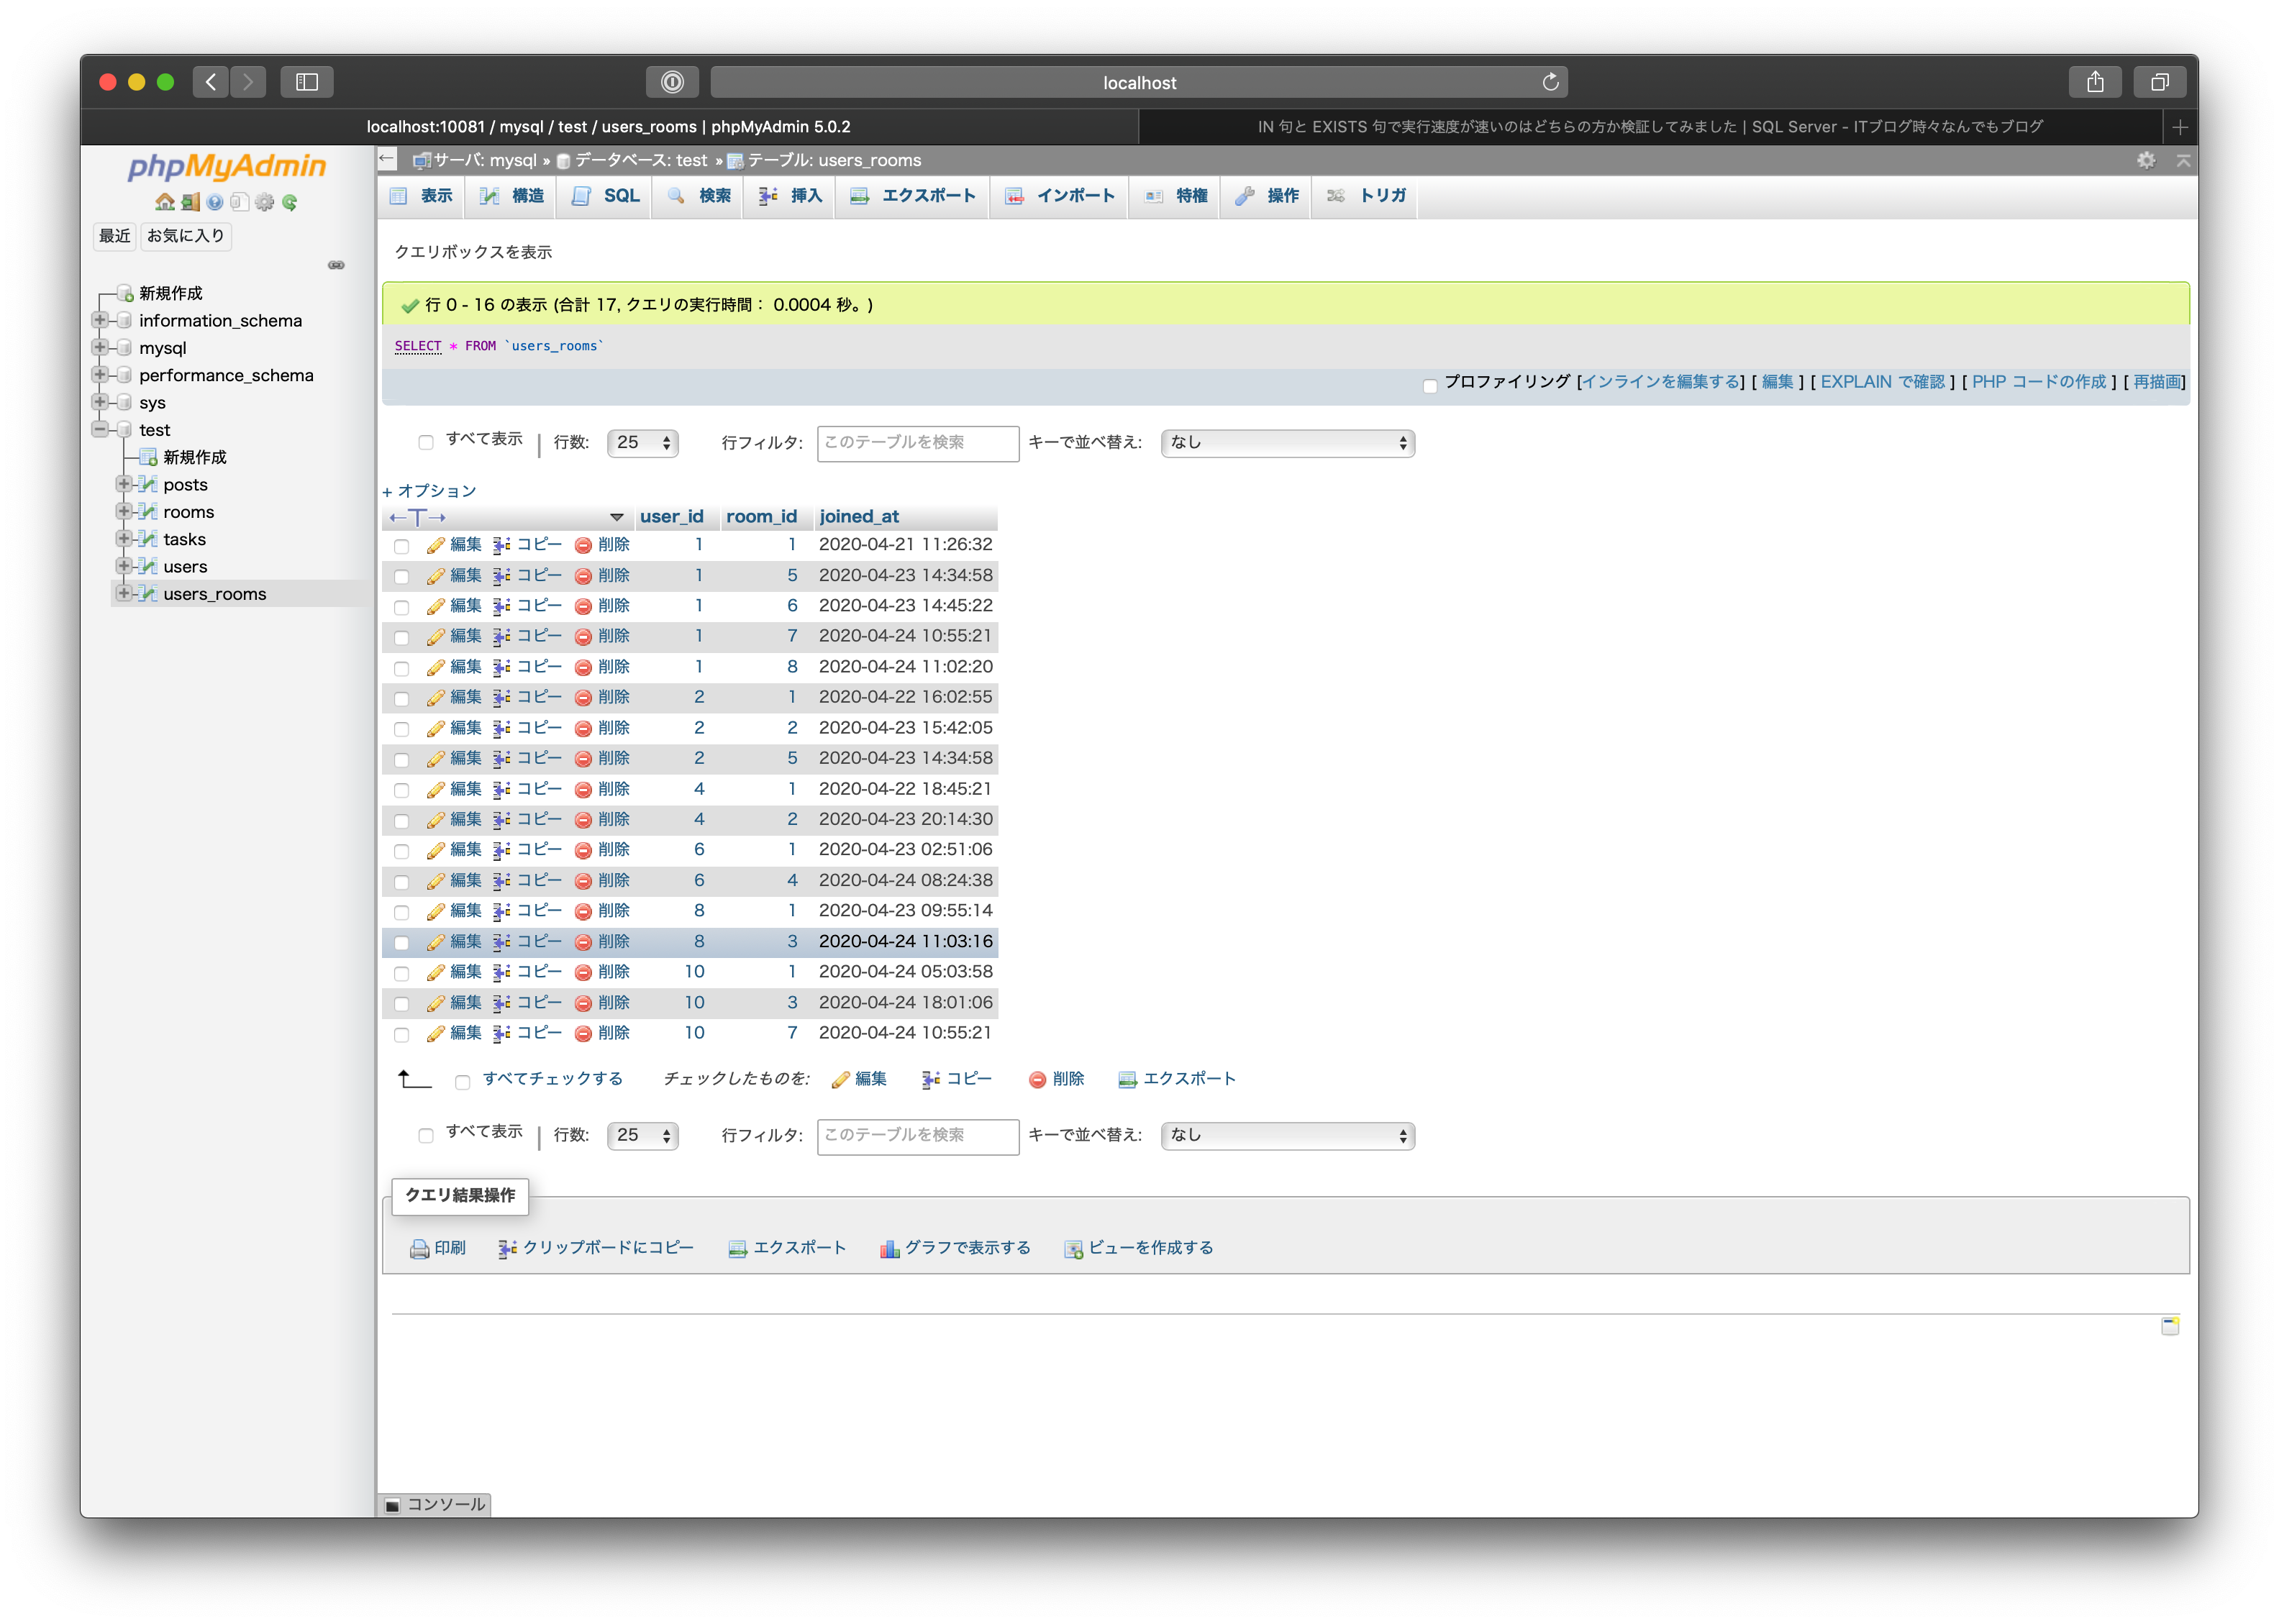 localhost
localhost:10081 / mysql / test / users_rooms | phpMyAdmin 5.0.2
IN 句と EXISTS 句で実行速度が速いのはどちらの方か検証してみました | SQL Server - ITブログ時々なんでもブログ
phpMyAdmin
最近 お気に入り
新規作成
information_schema
mysql
performance_schema
sys
test
新規作成
posts
rooms
tasks
users
users_rooms
サーバ: mysql » データベース: test » テーブル: users_rooms
表示 構造 SQL 検索 挿入 エクスポート インポート 特権 操作 トリガ
クエリボックスを表示
行 0 - 16 の表示 (合計 17, クエリの実行時間： 0.0004 秒。)
SELECT * FROM `users_rooms`
プロファイリング [インラインを編集する] [ 編集 ] [ EXPLAIN で確認 ] [ PHP コードの作成 ] [ 再描画]
すべて表示 | 行数: 25 行フィルタ: このテーブルを検索 キーで並べ替え: なし
+ オプション
←T→ user_id room_id joined_at
編集 コピー 削除 1 1 2020-04-21 11:26:32
編集 コピー 削除 1 5 2020-04-23 14:34:58
編集 コピー 削除 1 6 2020-04-23 14:45:22
編集 コピー 削除 1 7 2020-04-24 10:55:21
編集 コピー 削除 1 8 2020-04-24 11:02:20
編集 コピー 削除 2 1 2020-04-22 16:02:55
編集 コピー 削除 2 2 2020-04-23 15:42:05
編集 コピー 削除 2 5 2020-04-23 14:34:58
編集 コピー 削除 4 1 2020-04-22 18:45:21
編集 コピー 削除 4 2 2020-04-23 20:14:30
編集 コピー 削除 6 1 2020-04-23 02:51:06
編集 コピー 削除 6 4 2020-04-24 08:24:38
編集 コピー 削除 8 1 2020-04-23 09:55:14
編集 コピー 削除 8 3 2020-04-24 11:03:16
編集 コピー 削除 10 1 2020-04-24 05:03:58
編集 コピー 削除 10 3 2020-04-24 18:01:06
編集 コピー 削除 10 7 2020-04-24 10:55:21
すべてチェックする チェックしたものを: 編集 コピー 削除 エクスポート
すべて表示 | 行数: 25 行フィルタ: このテーブルを検索 キーで並べ替え: なし
クエリ結果操作
印刷 クリップボードにコピー エクスポート グラフで表示する ビューを作成する
コンソール